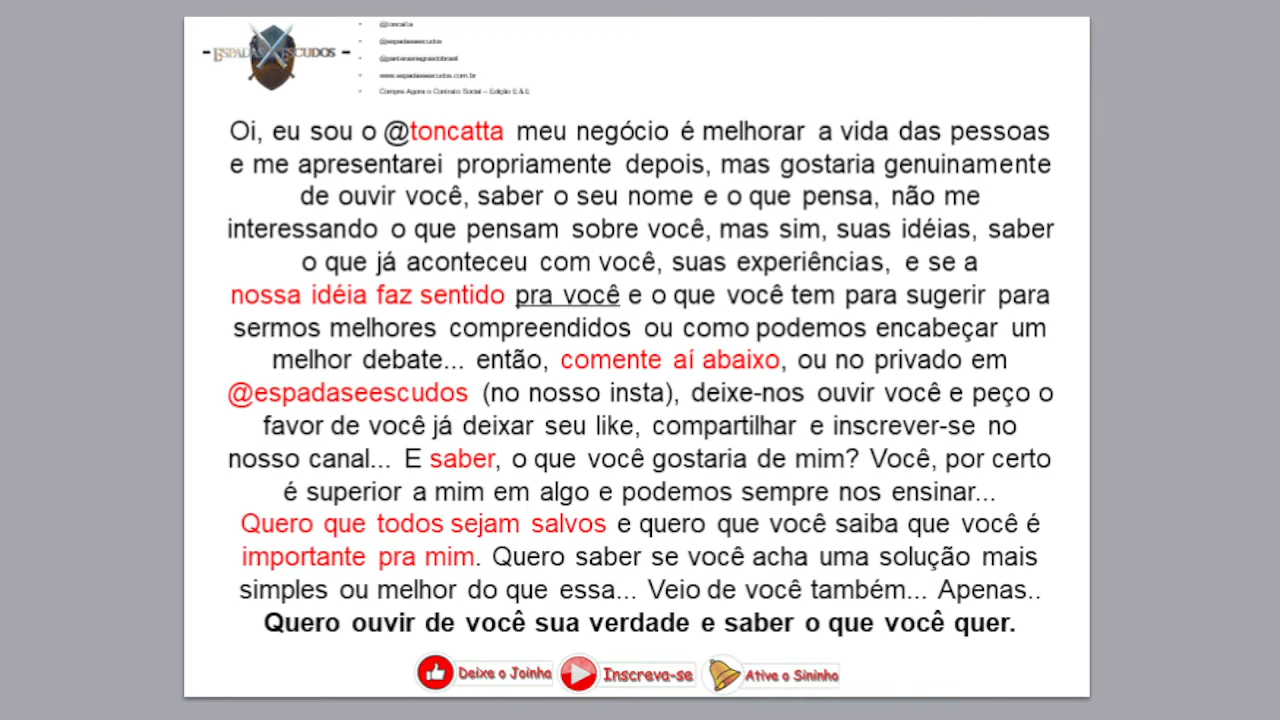 ESPADAS ESCUDOS
• @toncatta
• @espadaseescudos
• @panterasnegrasdobrasil
• www.espadaseescudos.com.br
• Compre Agora o Contrato Social – Edição E & E
Oi, eu sou o @toncatta meu negócio é melhorar a vida das pessoas
e me apresentarei propriamente depois, mas gostaria genuinamente
de ouvir você, saber o seu nome e o que pensa, não me
interessando o que pensam sobre você, mas sim, suas idéias, saber
o que já aconteceu com você, suas experiências, e se a
nossa idéia faz sentido pra você e o que você tem para sugerir para
sermos melhores compreendidos ou como podemos encabeçar um
melhor debate... então, comente aí abaixo, ou no privado em
@espadaseescudos (no nosso insta), deixe-nos ouvir você e peço o
favor de você já deixar seu like, compartilhar e inscrever-se no
nosso canal... E saber, o que você gostaria de mim? Você, por certo
é superior a mim em algo e podemos sempre nos ensinar...
Quero que todos sejam salvos e quero que você saiba que você é
importante pra mim. Quero saber se você acha uma solução mais
simples ou melhor do que essa... Veio de você também... Apenas..
Quero ouvir de você sua verdade e saber o que você quer.
Deixe o Joinha Inscreva-se Ative o Sininho